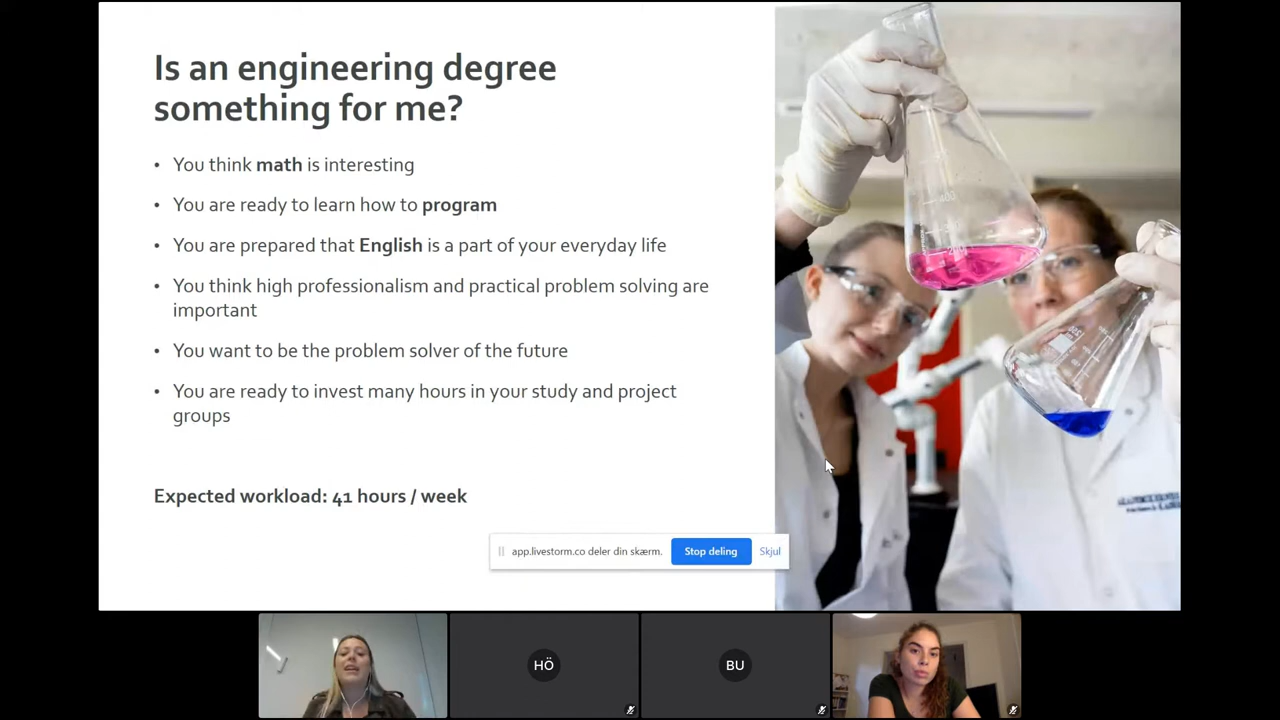 Is an engineering degree
something for me?
• You think math is interesting
• You are ready to learn how to program
• You are prepared that English is a part of your everyday life
• You think high professionalism and practical problem solving are
important
• You want to be the problem solver of the future
• You are ready to invest many hours in your study and project
groups
Expected workload: 41 hours / week
app.livestorm.co deler din skærm.
Stop deling
Skjul
HÖ
BU